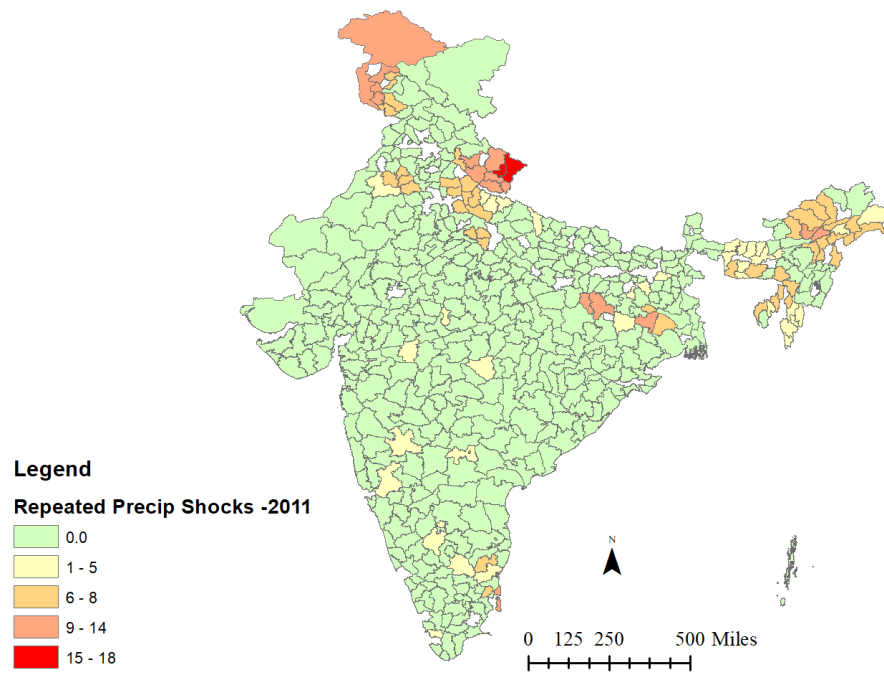 N
Legend
Repeated Precip Shocks -2011
0.0
1 - 5
6 - 8
9 - 14
15 - 18
0 125 250 500 Miles